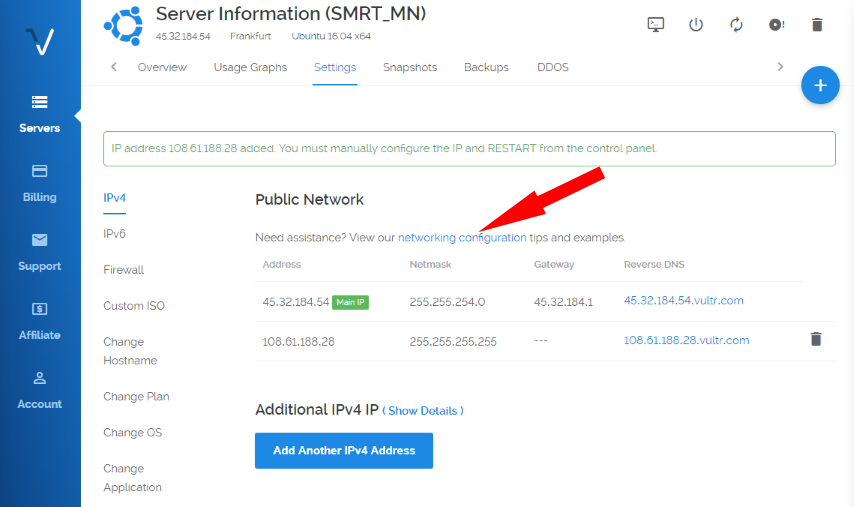 Server Information (SMRT_MN)
45.32.184.54 Frankfurt Ubuntu 16.04 x64
Overview Usage Graphs Settings Snapshots Backups DDOS
Servers
Billing
Support
Affiliate
Account
IP address 108.61.188.28 added. You must manually configure the IP and RESTART from the control panel.
IPv4
IPv6
Firewall
Custom ISO
Change
Hostname
Change Plan
Change OS
Change
Application
Public Network
Need assistance? View our networking configuration tips and examples.
Address Netmask Gateway Reverse DNS
45.32.184.54 Main IP 255.255.254.0 45.32.184.1 45.32.184.54.vultr.com
108.61.188.28 255.255.255.255 --- 108.61.188.28.vultr.com
Additional IPv4 IP ( Show Details )
Add Another IPv4 Address